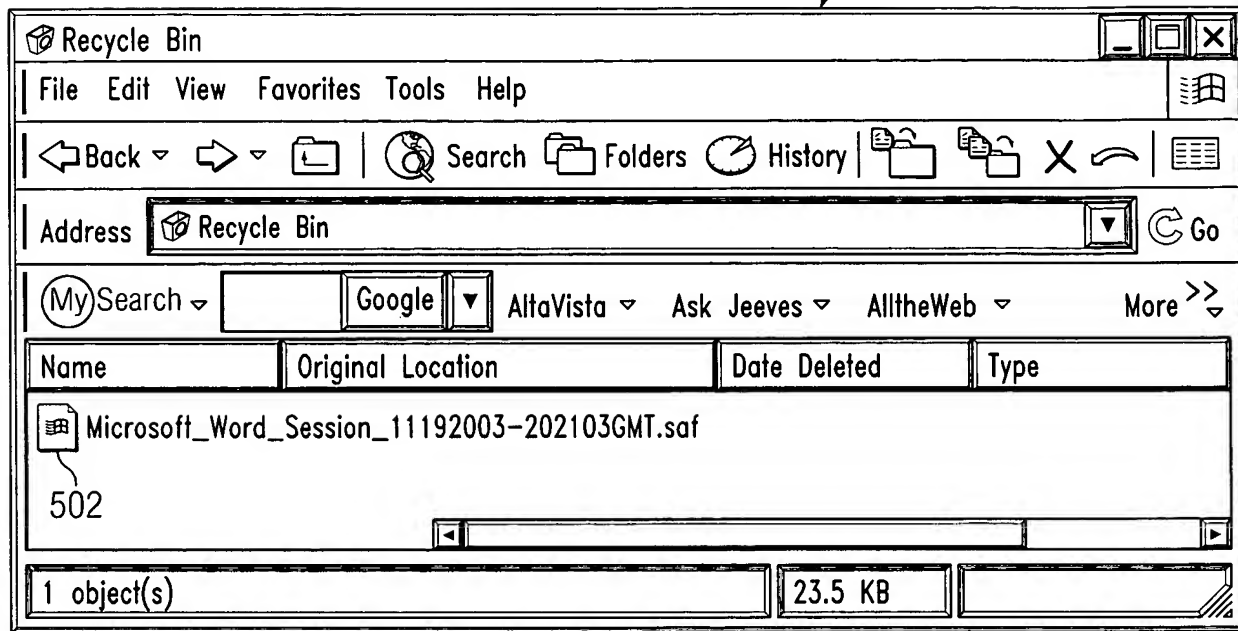 Recycle Bin
File Edit View Favorites Tools Help
Back Search Folders History
Address Recycle Bin Go
My Search Google AltaVista Ask Jeeves AlltheWeb More >>
Name Original Location Date Deleted Type
Microsoft_Word_Session_11192003-202103GMT.saf
502
1 object(s) 23.5 KB